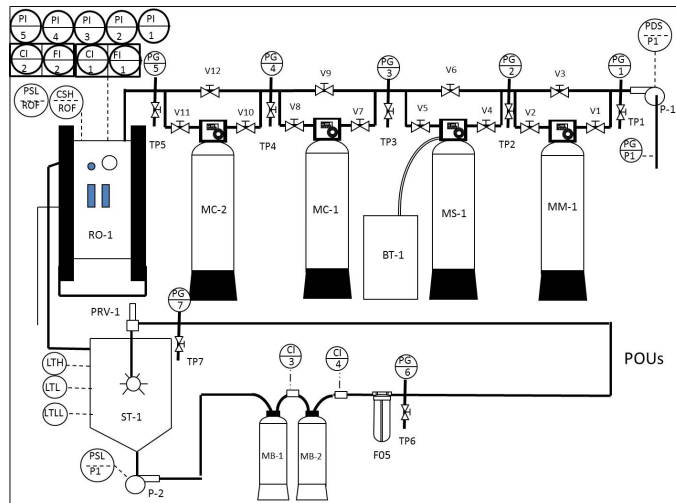 PI PI PI PI PI
5 4 3 2 1
CI FI CI FI
2 2 1 1
PSL CSH
ROF ROF
PG PG PG PG PG
5 4 3 2 1
PDS
P1
V12 V9 V6 V3
V11 V10 V8 V7 V5 V4 V2 V1
P-1
TP5 TP4 TP3 TP2 TP1
PG
P1
RO-1 MC-2 MC-1 BT-1 MS-1 MM-1
PRV-1
PG
7
TP7
LTH
LTL
LTLL
ST-1
CI CI
3 4
PG
6
POUs
PSL
P1
P-2
MB-1 MB-2 F05 TP6